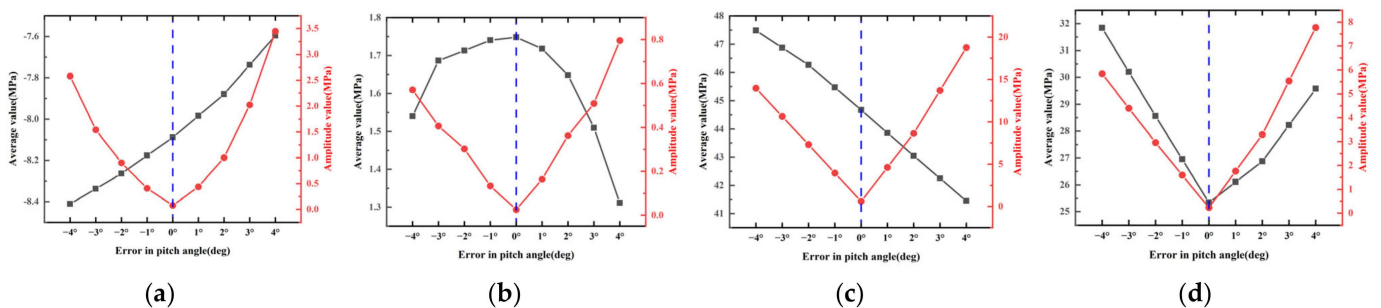 Average value(MPa)
-7.6
-7.8
-8.0
-8.2
-8.4
3.5
3.0
2.5
2.0
1.5
1.0
0.5
0.0
Amplitude value(MPa)
−4° −3° −2° −1° 0° 1° 2° 3° 4°
Error in pitch angle(deg)
(a)
Average value(MPa)
1.8
1.7
1.6
1.5
1.4
1.3
0.8
0.6
0.4
0.2
0.0
Amplitude value(MPa)
−4° −3° −2° −1° 0° 1° 2° 3° 4°
Error in pitch angle(deg)
(b)
Average value(MPa)
48
47
46
45
44
43
42
41
20
15
10
5
0
Amplitude value(MPa)
−4° −3° −2° −1° 0° 1° 2° 3° 4°
Error in pitch angle(deg)
(c)
Average value(MPa)
32
31
30
29
28
27
26
25
8
7
6
5
4
3
2
1
0
Amplitude value(MPa)
−4° −3° −2° −1° 0° 1° 2° 3° 4°
Error in pitch angle(deg)
(d)